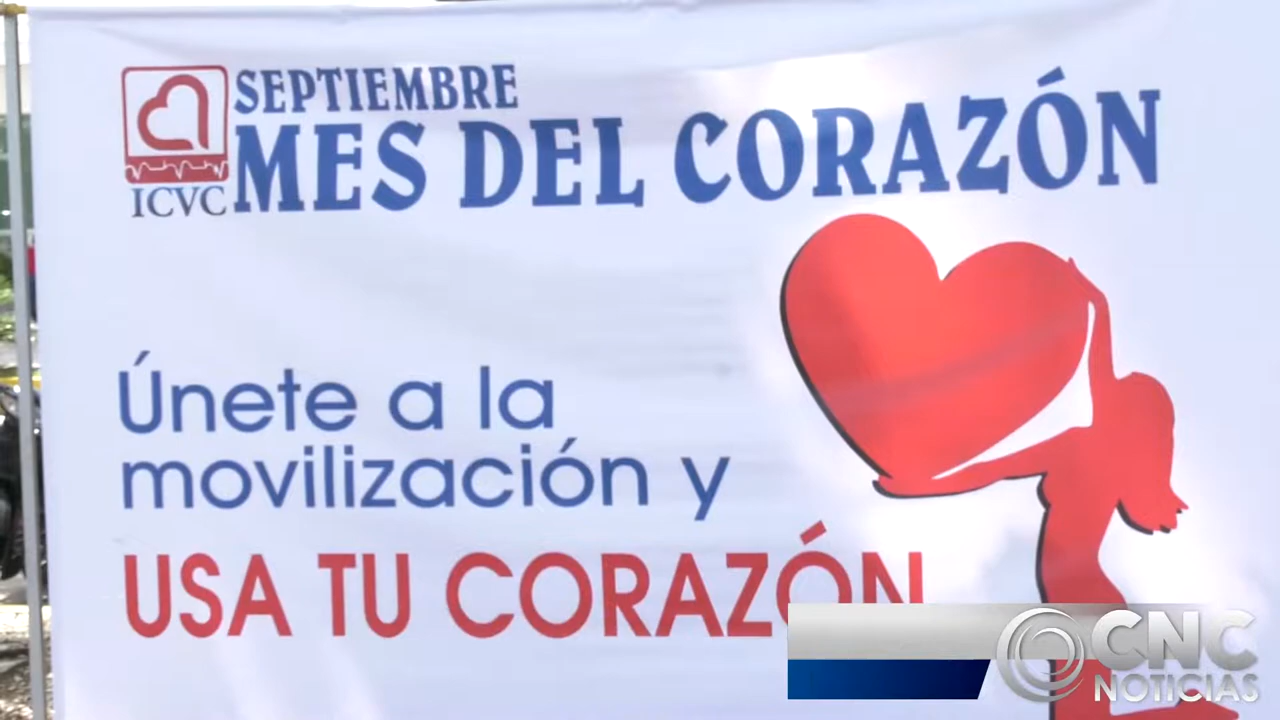 SEPTIEMBRE
MES DEL CORAZÓN
ICVC
Únete a la
movilización y
USA TU CORAZÓN
CNC
NOTICIAS